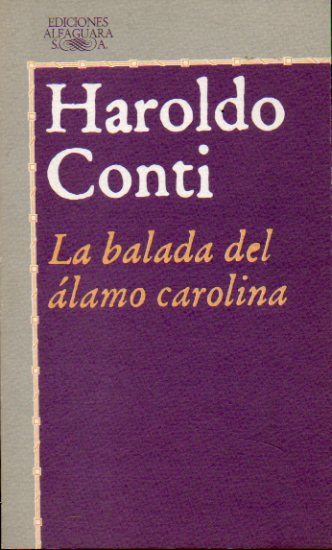 EDICIONES
ALFAGUARA
S. A.
Haroldo
Conti
La balada del
álamo carolina